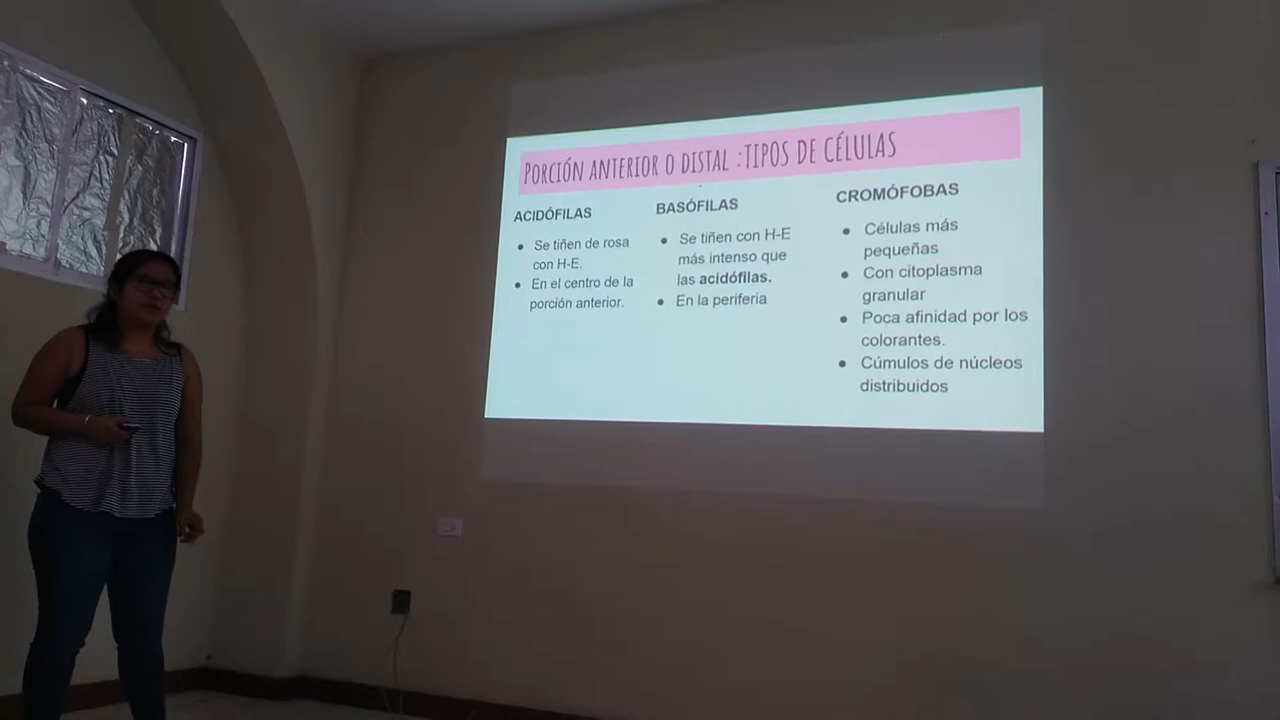 PORCIÓN ANTERIOR O DISTAL :TIPOS DE CÉLULAS
ACIDÓFILAS
● Se tiñen de rosa
con H-E.
● En el centro de la
porción anterior.
BASÓFILAS
● Se tiñen con H-E
más intenso que
las acidófilas.
● En la periferia
CROMÓFOBAS
● Células más
pequeñas
● Con citoplasma
granular
● Poca afinidad por los
colorantes.
● Cúmulos de núcleos
distribuidos